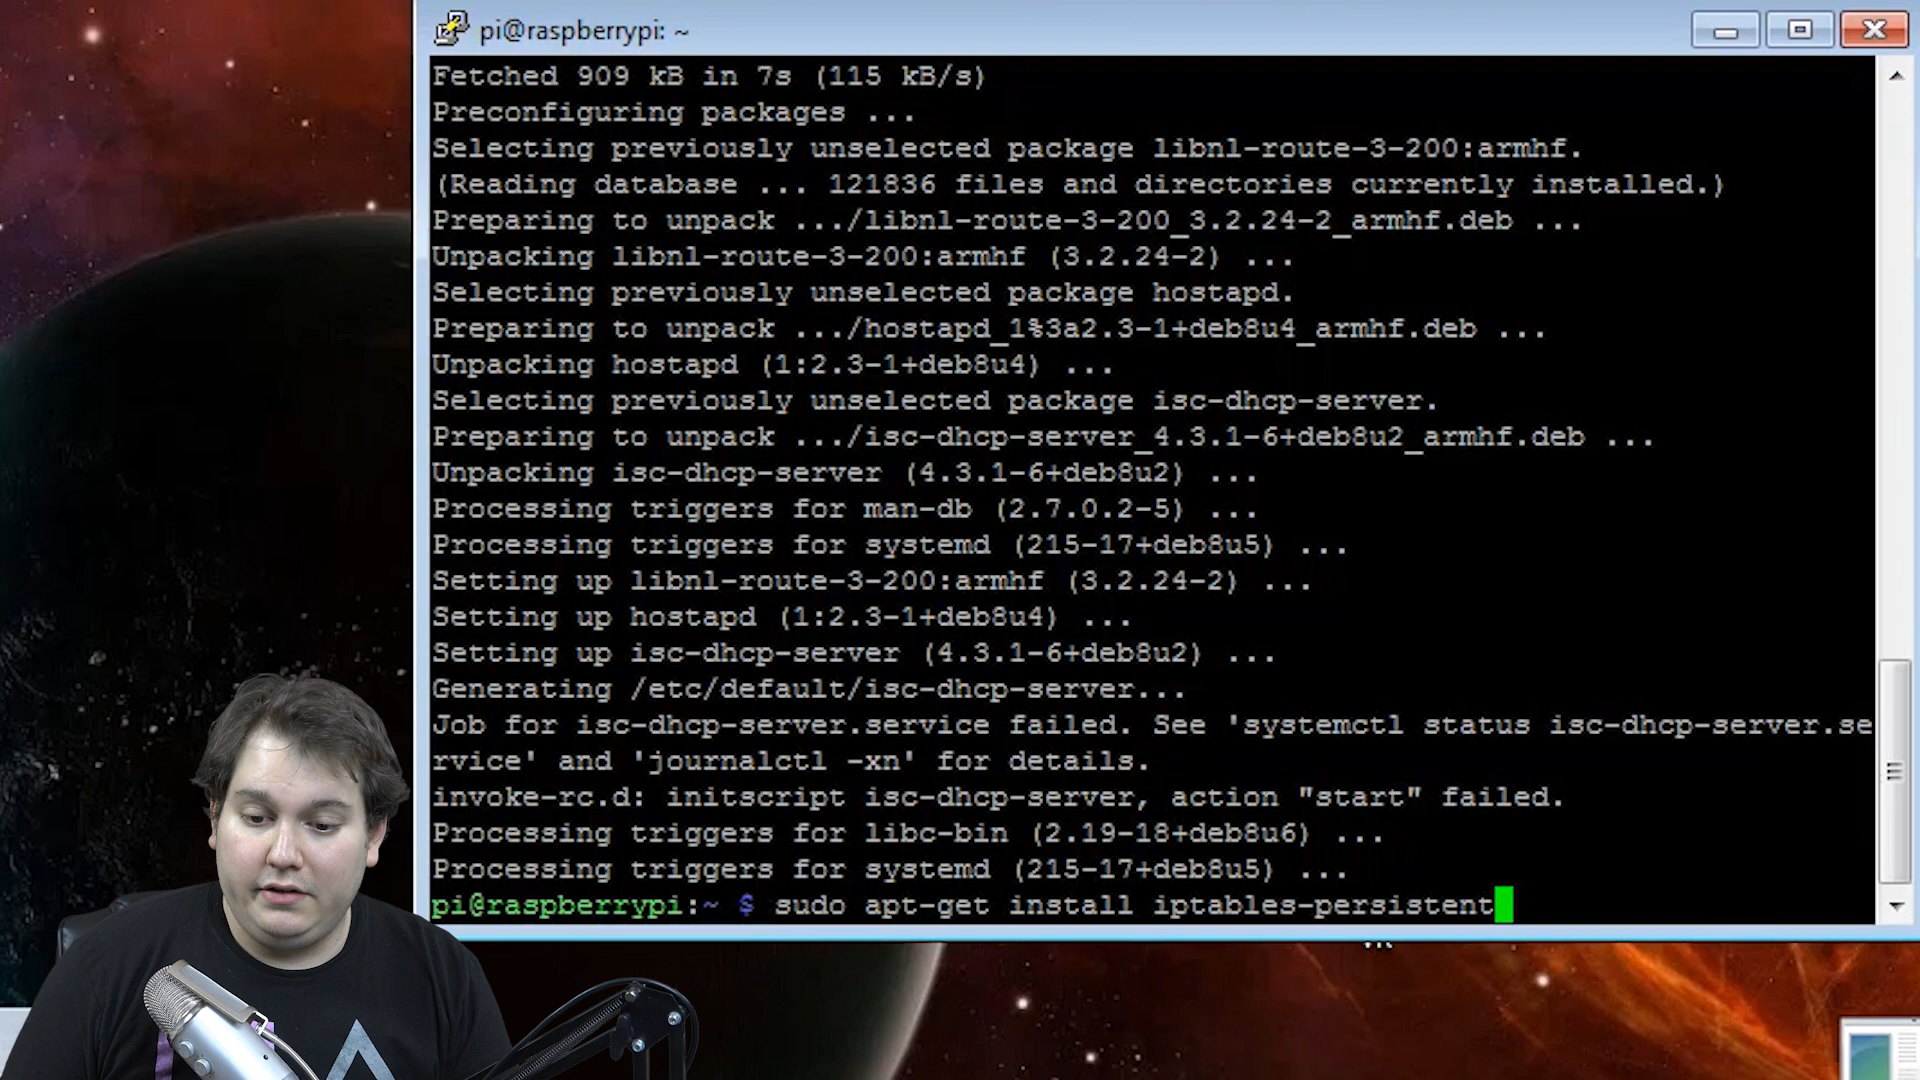 pi@raspberrypi: ~
Fetched 909 kB in 7s (115 kB/s)
Preconfiguring packages ...
Selecting previously unselected package libnl-route-3-200:armhf.
(Reading database ... 121836 files and directories currently installed.)
Preparing to unpack .../libnl-route-3-200_3.2.24-2_armhf.deb ...
Unpacking libnl-route-3-200:armhf (3.2.24-2) ...
Selecting previously unselected package hostapd.
Preparing to unpack .../hostapd_1%3a2.3-1+deb8u4_armhf.deb ...
Unpacking hostapd (1:2.3-1+deb8u4) ...
Selecting previously unselected package isc-dhcp-server.
Preparing to unpack .../isc-dhcp-server_4.3.1-6+deb8u2_armhf.deb ...
Unpacking isc-dhcp-server (4.3.1-6+deb8u2) ...
Processing triggers for man-db (2.7.0.2-5) ...
Processing triggers for systemd (215-17+deb8u5) ...
Setting up libnl-route-3-200:armhf (3.2.24-2) ...
Setting up hostapd (1:2.3-1+deb8u4) ...
Setting up isc-dhcp-server (4.3.1-6+deb8u2) ...
Generating /etc/default/isc-dhcp-server...
Job for isc-dhcp-server.service failed. See 'systemctl status isc-dhcp-server.se
rvice' and 'journalctl -xn' for details.
invoke-rc.d: initscript isc-dhcp-server, action "start" failed.
Processing triggers for libc-bin (2.19-18+deb8u6) ...
Processing triggers for systemd (215-17+deb8u5) ...
pi@raspberrypi:~ $ sudo apt-get install iptables-persistent